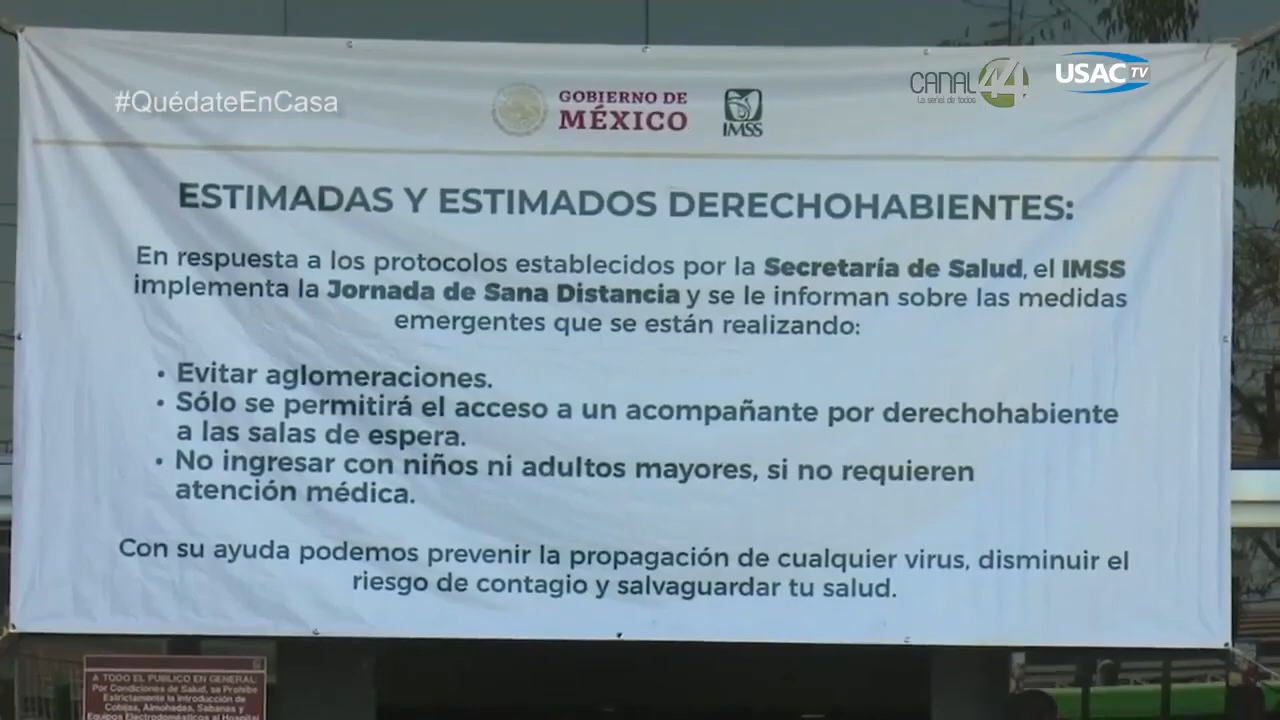 #QuédateEnCasa
GOBIERNO DE
MÉXICO
IMSS
CANAL 44
La señal de todos
USAC TV
ESTIMADAS Y ESTIMADOS DERECHOHABIENTES:
En respuesta a los protocolos establecidos por la Secretaría de Salud, el IMSS
implementa la Jornada de Sana Distancia y se le informan sobre las medidas
emergentes que se están realizando:
• Evitar aglomeraciones.
• Sólo se permitirá el acceso a un acompañante por derechohabiente
a las salas de espera.
• No ingresar con niños ni adultos mayores, si no requieren
atención médica.
Con su ayuda podemos prevenir la propagación de cualquier virus, disminuir el
riesgo de contagio y salvaguardar tu salud.
A TODO EL PUBLICO EN GENERAL:
Por Condiciones de Salud, se Prohibe
Estrictamente la Introducción de
Cobijas, Almohadas, Sabanas y
Equipos Electrodomésticos al Hospital